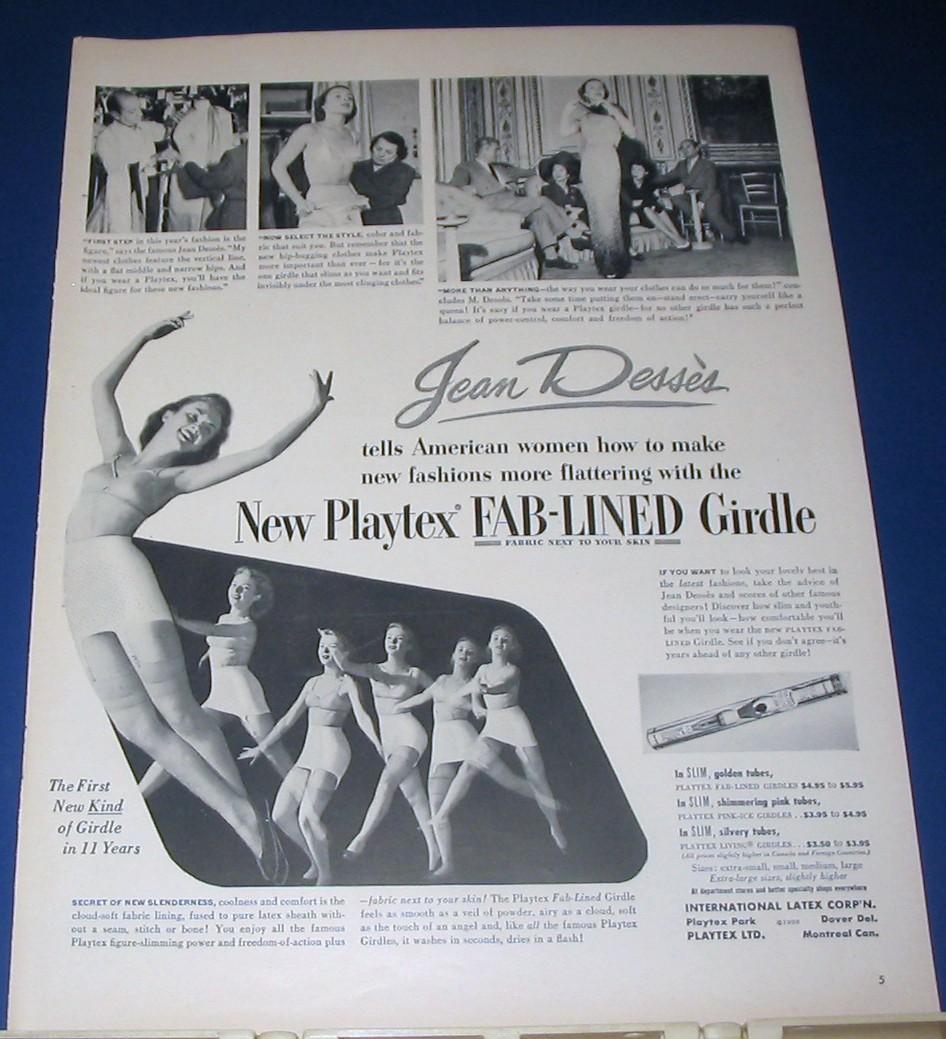 "FIRST STEP in this year's fashion is the
figure," says the famous Jean Dessès. "My
newest clothes feature the vertical line,
with a flat middle and narrow hips. And
if you wear a Playtex, you'll have the
ideal figure for these new fashions."
"NOW SELECT THE STYLE, color and fab-
ric that suit you. But remember that the
new hip-hugging clothes make Playtex
more important than ever—for it's the
one girdle that slims as you want and fits
invisibly under the most clinging clothes."
"MORE THAN ANYTHING—the way you wear your clothes can do so much for them!" con-
cludes M. Dessès. "Take some time putting them on—stand erect—carry yourself like a
queen! It's easy if you wear a Playtex girdle—for no other girdle has such a perfect
balance of power-control, comfort and freedom of action!"
Jean Dessès
tells American women how to make
new fashions more flattering with the
New Playtex® FAB-LINED Girdle
FABRIC NEXT TO YOUR SKIN
IF YOU WANT to look your lovely best in
the latest fashions, take the advice of
Jean Dessès and scores of other famous
designers! Discover how slim and youth-
ful you'll look—how comfortable you'll
be when you wear the new PLAYTEX FAB-
LINED Girdle. See if you don't agree—it's
years ahead of any other girdle!
The First
New Kind
of Girdle
in 11 Years
In SLIM, golden tubes,
PLAYTEX FAB-LINED GIRDLES $4.95 to $5.95
In SLIM, shimmering pink tubes,
PLAYTEX PINK-ICE GIRDLES . . $3.95 to $4.95
In SLIM, silvery tubes,
PLAYTEX LIVING® GIRDLES . . . $3.50 to $3.95
(All prices slightly higher in Canada and Foreign Countries.)
Sizes: extra-small, small, medium, large
Extra-large sizes, slightly higher
At department stores and better specialty shops everywhere
INTERNATIONAL LATEX CORP'N.
Playtex Park Dover Del.
PLAYTEX LTD. Montreal Can.
SECRET OF NEW SLENDERNESS, coolness and comfort is the
cloud-soft fabric lining, fused to pure latex sheath with-
out a seam, stitch or bone! You enjoy all the famous
Playtex figure-slimming power and freedom-of-action plus
—fabric next to your skin! The Playtex Fab-Lined Girdle
feels as smooth as a veil of powder, airy as a cloud, soft
as the touch of an angel and, like all the famous Playtex
Girdles, it washes in seconds, dries in a flash!
5